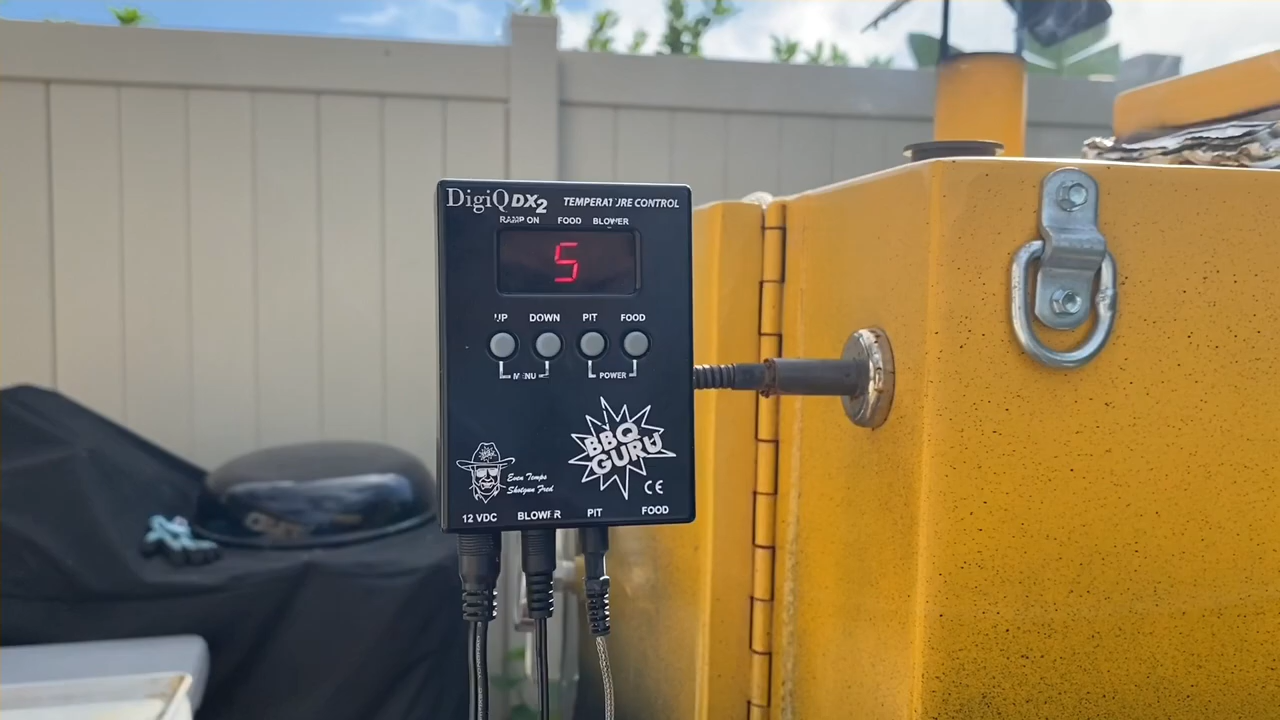 DigiQ DX2 TEMPERATURE CONTROL
RAMP ON FOOD BLOWER
5
UP DOWN PIT FOOD
MENU POWER
BBQ
GURU
Even Temps
Shotgun Fred
CE
12 VDC BLOWER PIT FOOD